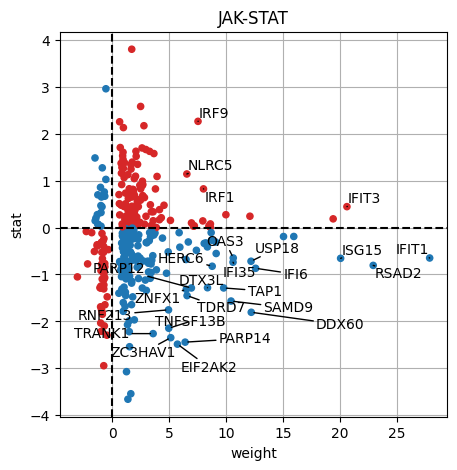 JAK-STAT
4
3
2
1
0
−1
−2
−3
−4
stat
IRF9
NLRC5
IRF1
IFIT3
OAS3
USP18
ISG15
IFIT1
HERC6
PARP12
IFI35
IFI6
RSAD2
DTX3L
TAP1
ZNFX1
TDRD7
SAMD9
RNF213
TNFSF13B
DDX60
TRANK1
PARP14
ZC3HAV1
EIF2AK2
0
5
10
15
20
25
weight